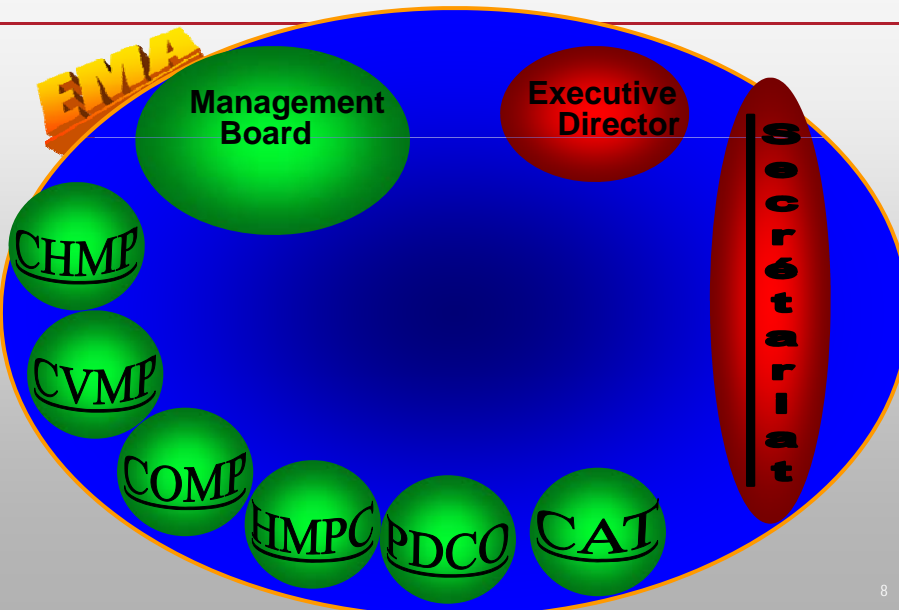 EMA
Management
Board
Executive
Director
Secrétariat
CHMP
CVMP
COMP
HMPC
PDCO
CAT
8